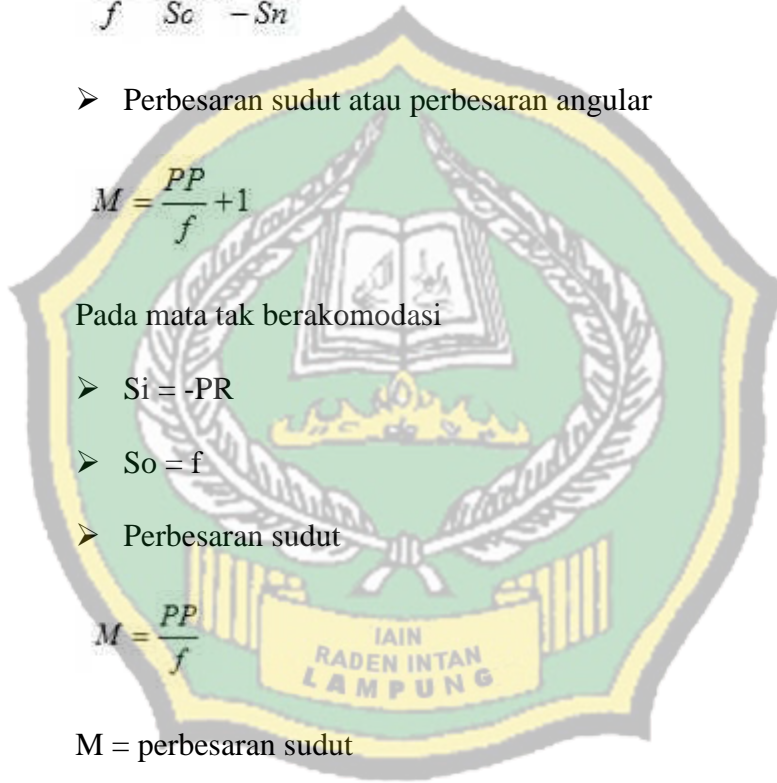 f   So   -Sn
➢ Perbesaran sudut atau perbesaran angular
M = PP/f + 1
Pada mata tak berakomodasi
➢ Si = -PR
➢ So = f
➢ Perbesaran sudut
M = PP/f
IAIN
RADEN INTAN
LAMPUNG
M = perbesaran sudut